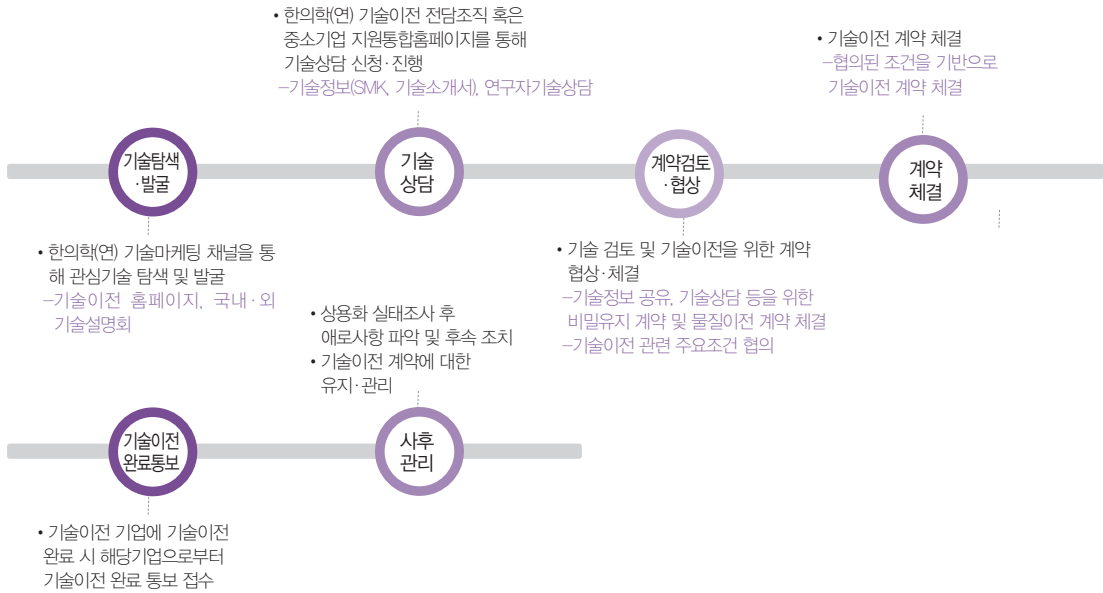 • 한의학(연) 기술이전 전담조직 혹은
중소기업 지원통합홈페이지를 통해
기술상담 신청·진행
–기술정보(SMK, 기술소개서), 연구자기술상담
• 기술이전 계약 체결
–협의된 조건을 기반으로
기술이전 계약 체결
기술탐색
·발굴
기술
상담
계약검토
·협상
계약
체결
• 한의학(연) 기술마케팅 채널을 통
해 관심기술 탐색 및 발굴
–기술이전 홈페이지, 국내·외
기술설명회
• 기술 검토 및 기술이전을 위한 계약
협상·체결
–기술정보 공유, 기술상담 등을 위한
비밀유지 계약 및 물질이전 계약 체결
–기술이전 관련 주요조건 협의
• 상용화 실태조사 후
애로사항 파악 및 후속 조치
• 기술이전 계약에 대한
유지·관리
기술이전
완료통보
사후
관리
• 기술이전 기업에 기술이전
완료 시 해당기업으로부터
기술이전 완료 통보 접수